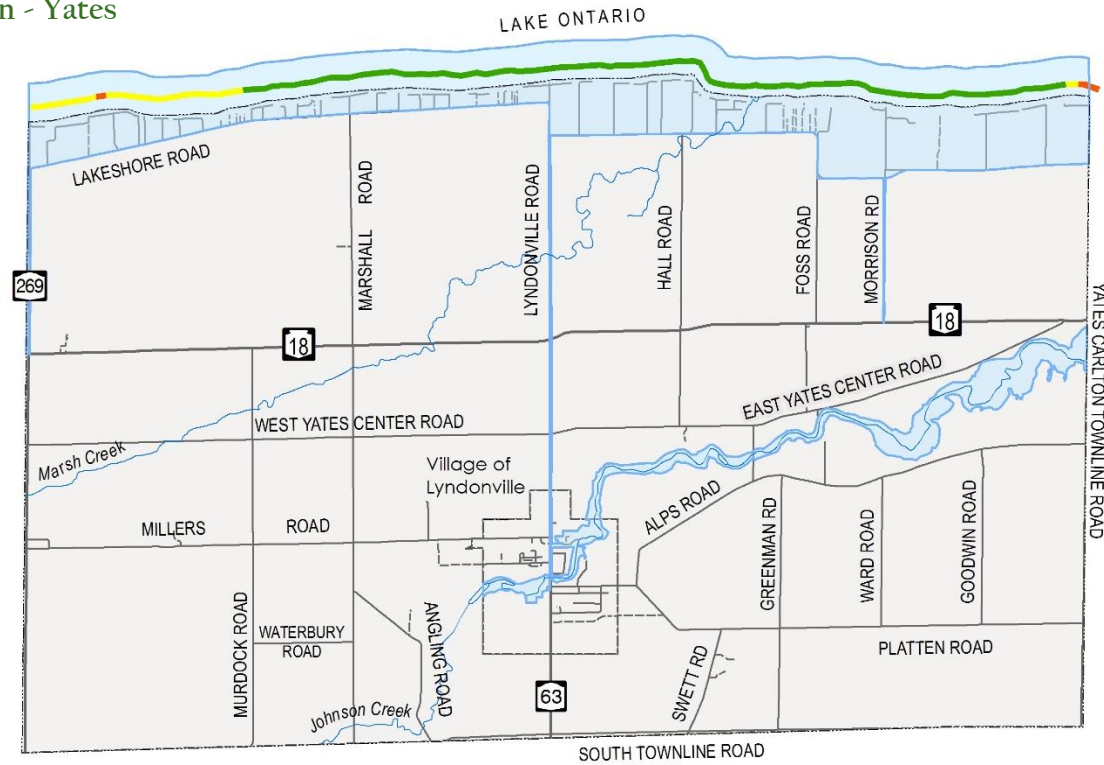 n - Yates
LAKE ONTARIO
LAKESHORE ROAD
MARSHALL ROAD
LYNDONVILLE ROAD
HALL ROAD
FOSS ROAD
MORRISON RD
YATES CARLTON TOWNLINE ROAD
269
18
18
EAST YATES CENTER ROAD
WEST YATES CENTER ROAD
Marsh Creek
Village of
Lyndonville
MILLERS ROAD
ALPS ROAD
GREENMAN RD
WARD ROAD
GOODWIN ROAD
MURDOCK ROAD
WATERBURY
ROAD
ANGLING ROAD
PLATTEN ROAD
SWETT RD
63
Johnson Creek
SOUTH TOWNLINE ROAD